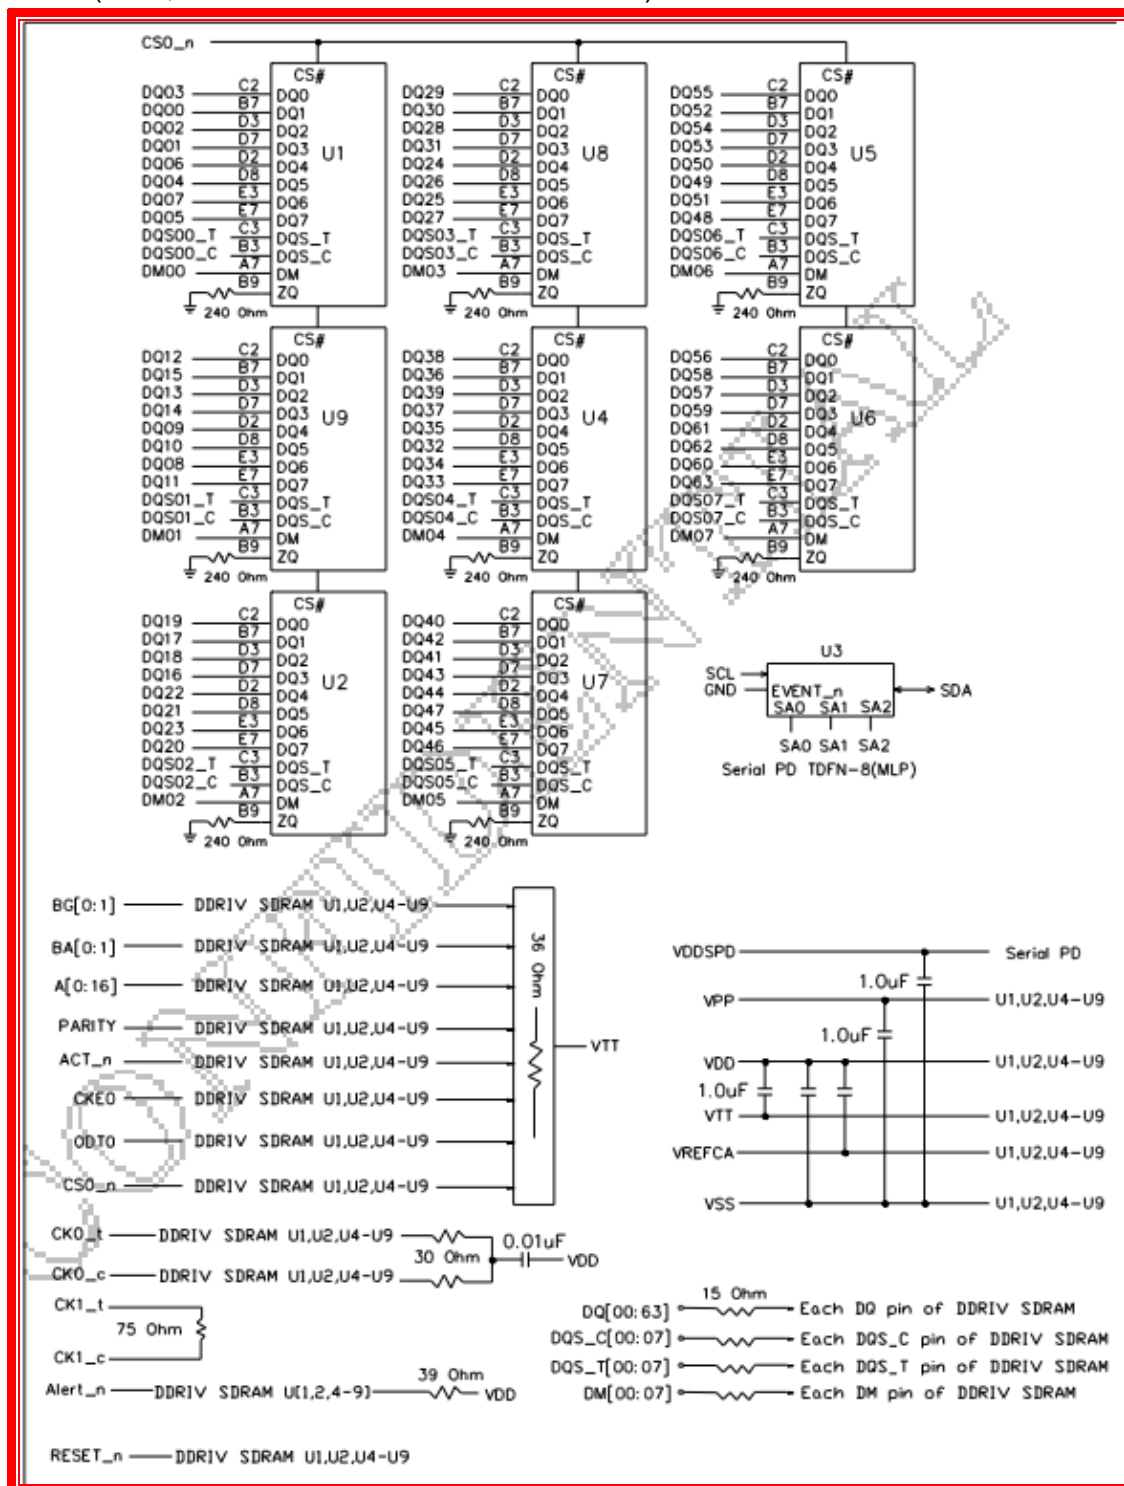 CS0_n
CS#
DQ03 C2 DQ0
DQ00 B7 DQ1
DQ02 D3 DQ2
DQ01 D7 DQ3
DQ06 D2 DQ4
DQ04 D8 DQ5
DQ07 E3 DQ6
DQ05 E7 DQ7
DQS00_T C3 DQS_T
DQS00_C B3 DQS_C
DM00 A7 DM
B9 ZQ
U1
240 Ohm
CS#
DQ29 C2 DQ0
DQ30 B7 DQ1
DQ28 D3 DQ2
DQ31 D7 DQ3
DQ24 D2 DQ4
DQ26 D8 DQ5
DQ25 E3 DQ6
DQ27 E7 DQ7
DQS03_T C3 DQS_T
DQS03_C B3 DQS_C
DM03 A7 DM
B9 ZQ
U8
240 Ohm
CS#
DQ55 C2 DQ0
DQ52 B7 DQ1
DQ54 D3 DQ2
DQ53 D7 DQ3
DQ50 D2 DQ4
DQ49 D8 DQ5
DQ51 E3 DQ6
DQ48 E7 DQ7
DQS06_T C3 DQS_T
DQS06_C B3 DQS_C
DM06 A7 DM
B9 ZQ
U5
240 Ohm
CS#
DQ12 C2 DQ0
DQ15 B7 DQ1
DQ13 D3 DQ2
DQ14 D7 DQ3
DQ09 D2 DQ4
DQ10 D8 DQ5
DQ08 E3 DQ6
DQ11 E7 DQ7
DQS01_T C3 DQS_T
DQS01_C B3 DQS_C
DM01 A7 DM
B9 ZQ
U9
240 Ohm
CS#
DQ38 C2 DQ0
DQ36 B7 DQ1
DQ39 D3 DQ2
DQ37 D7 DQ3
DQ35 D2 DQ4
DQ32 D8 DQ5
DQ34 E3 DQ6
DQ33 E7 DQ7
DQS04_T C3 DQS_T
DQS04_C B3 DQS_C
DM04 A7 DM
B9 ZQ
U4
240 Ohm
CS#
DQ56 C2 DQ0
DQ58 B7 DQ1
DQ57 D3 DQ2
DQ59 D7 DQ3
DQ61 D2 DQ4
DQ62 D8 DQ5
DQ60 E3 DQ6
DQ63 E7 DQ7
DQS07_T C3 DQS_T
DQS07_C B3 DQS_C
DM07 A7 DM
B9 ZQ
U6
240 Ohm
CS#
DQ19 C2 DQ0
DQ17 B7 DQ1
DQ18 D3 DQ2
DQ16 D7 DQ3
DQ22 D2 DQ4
DQ21 D8 DQ5
DQ23 E3 DQ6
DQ20 E7 DQ7
DQS02_T C3 DQS_T
DQS02_C B3 DQS_C
DM02 A7 DM
B9 ZQ
U2
240 Ohm
CS#
DQ40 C2 DQ0
DQ42 B7 DQ1
DQ41 D3 DQ2
DQ43 D7 DQ3
DQ44 D2 DQ4
DQ47 D8 DQ5
DQ45 E3 DQ6
DQ46 E7 DQ7
DQS05_T C3 DQS_T
DQS05_C B3 DQS_C
DM05 A7 DM
B9 ZQ
U7
240 Ohm
U3
SCL
GND EVENT_n SDA
SA0 SA1 SA2
SA0 SA1 SA2
Serial PD TDFN-8(MLP)
BG[0:1] DDRIV SDRAM U1,U2,U4-U9
BA[0:1] DDRIV SDRAM U1,U2,U4-U9
A[0:16] DDRIV SDRAM U1,U2,U4-U9
PARITY DDRIV SDRAM U1,U2,U4-U9
ACT_n DDRIV SDRAM U1,U2,U4-U9
CKE0 DDRIV SDRAM U1,U2,U4-U9
ODT0 DDRIV SDRAM U1,U2,U4-U9
CS0_n DDRIV SDRAM U1,U2,U4-U9
36 Ohm
VTT
VDDSPD Serial PD
1.0uF
VPP U1,U2,U4-U9
1.0uF
VDD U1,U2,U4-U9
1.0uF
VTT U1,U2,U4-U9
VREFCA U1,U2,U4-U9
VSS U1,U2,U4-U9
CK0_t DDRIV SDRAM U1,U2,U4-U9
30 Ohm 0.01uF VDD
CK0_c DDRIV SDRAM U1,U2,U4-U9
CK1_t
75 Ohm
CK1_c
Alert_n DDRIV SDRAM U[1,2,4-9] 39 Ohm VDD
RESET_n DDRIV SDRAM U1,U2,U4-U9
15 Ohm
DQ[00:63] Each DQ pin of DDRIV SDRAM
DQS_C[00:07] Each DQS_C pin of DDRIV SDRAM
DQS_T[00:07] Each DQS_T pin of DDRIV SDRAM
DM[00:07] Each DM pin of DDRIV SDRAM